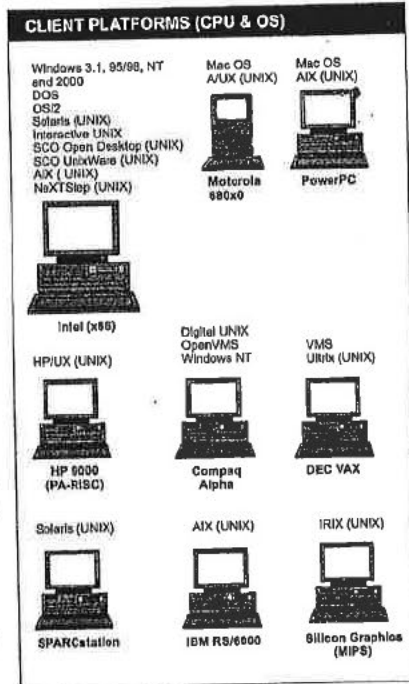 CLIENT PLATFORMS (CPU & OS)
Windows 3.1, 95/98, NT
and 2000
DOS
OS/2
Solaris (UNIX)
Interactive UNIX
SCO Open Desktop (UNIX)
SCO UnixWare (UNIX)
AIX ( UNIX)
NeXTStep (UNIX)
Intel (x86)
Mac OS
A/UX (UNIX)
Motorola
680x0
Mac OS
AIX (UNIX)
PowerPC
HP/UX (UNIX)
HP 9000
(PA-RISC)
Digital UNIX
OpenVMS
Windows NT
Compaq
Alpha
VMS
Ultrix (UNIX)
DEC VAX
Solaris (UNIX)
SPARCstation
AIX (UNIX)
IBM RS/6000
IRIX (UNIX)
Silicon Graphics
(MIPS)